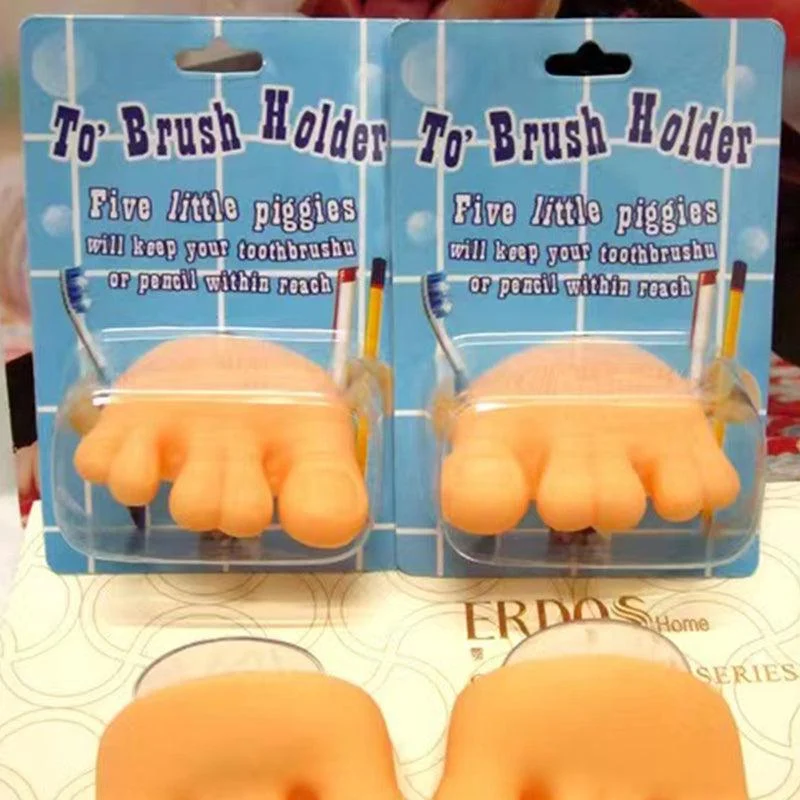 To' Brush Holder
Five little piggies
will keep your toothbrushu
or pencil within reach
To' Brush Holder
Five little piggies
will keep your toothbrushu
or pencil within reach
ERDOS Home
SERIES